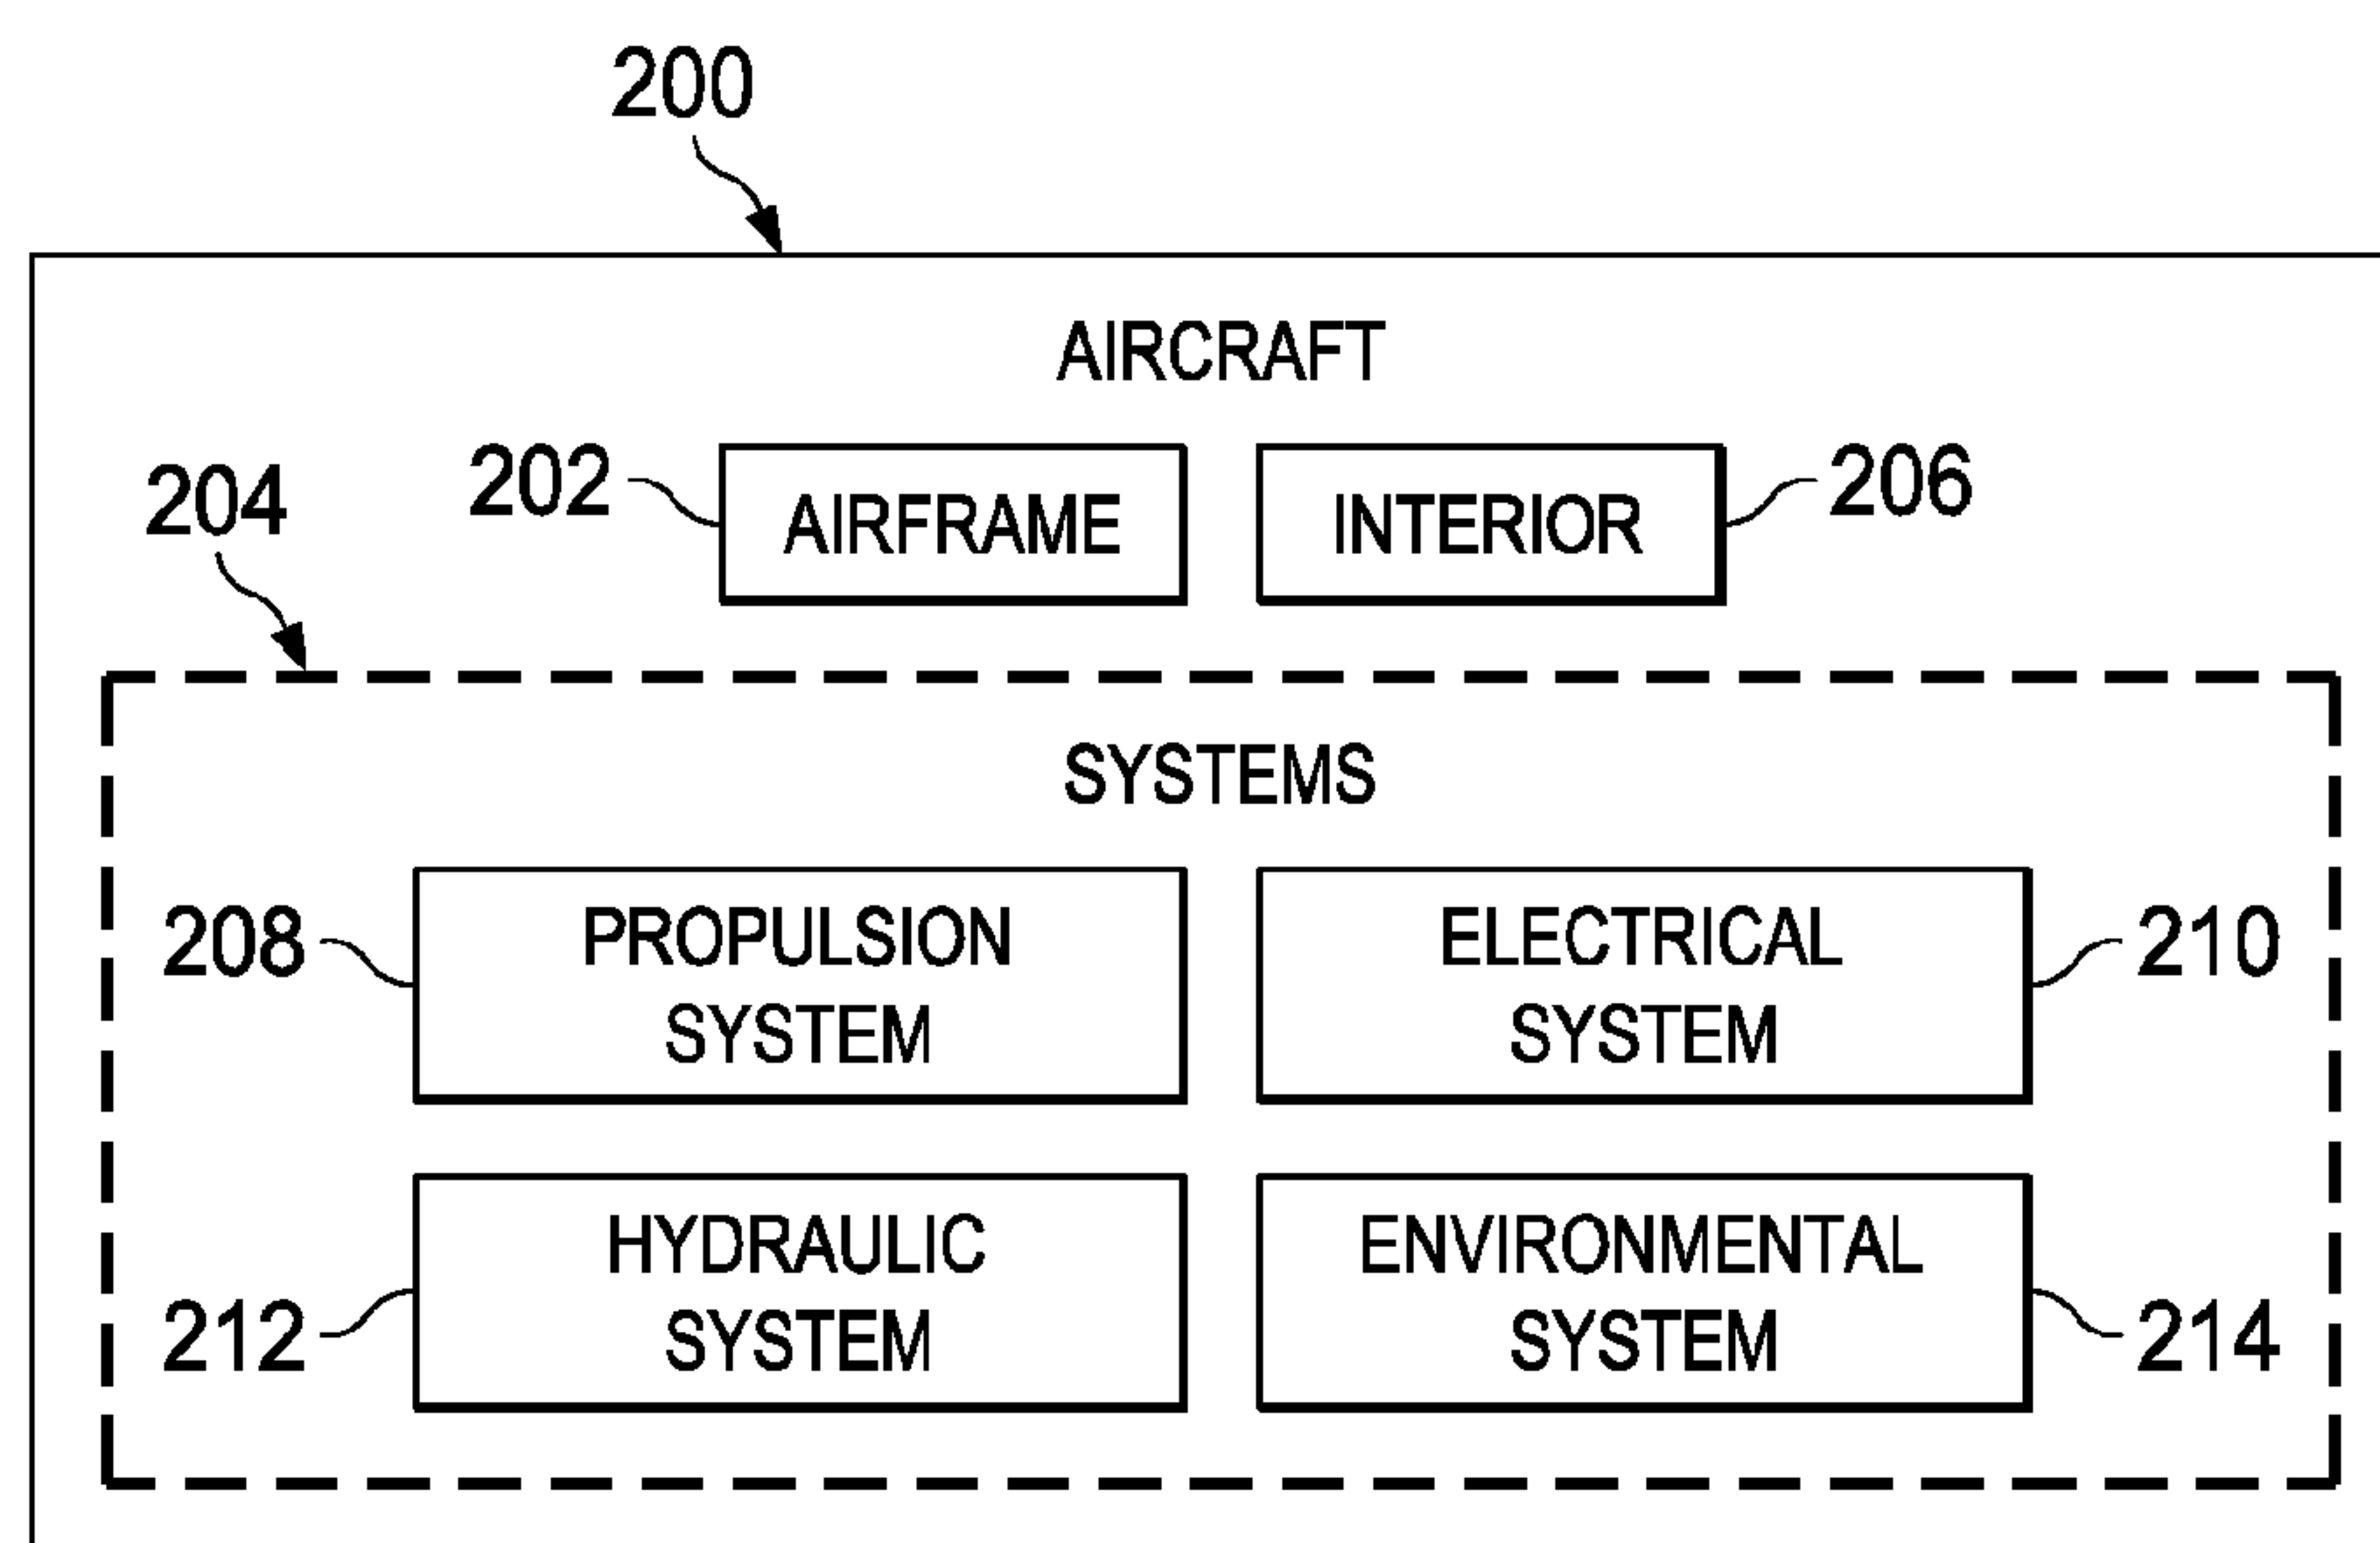 200
AIRCRAFT
202 AIRFRAME INTERIOR 206
204
SYSTEMS
208 PROPULSION SYSTEM
ELECTRICAL SYSTEM 210
212 HYDRAULIC SYSTEM
ENVIRONMENTAL SYSTEM 214